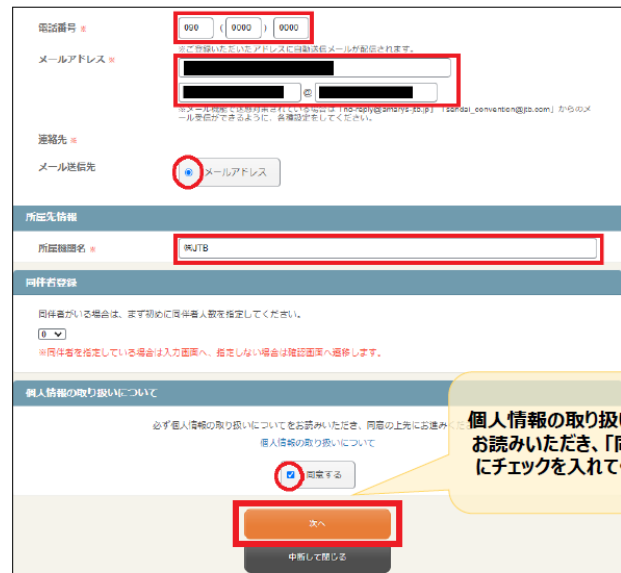 電話番号 ※
090 ( 0000 ) 0000
※ご登録いただいたアドレスに自動送信メールが配信されます。
メールアドレス ※
@
※メール機能で迷惑対策されている場合は「no-reply@amarys-jtb.jp」「sendai_convention@jtb.com」からのメ
ール受信ができるように、各種設定をしてください。
連絡先 ※
メール送信先
メールアドレス
所属先情報
所属機関名 ※
㈱JTB
同伴者登録
同伴者がいる場合は、まず初めに同伴者人数を指定してください。
0
※同伴者を指定している場合は入力画面へ、指定しない場合は確認画面へ遷移します。
個人情報の取り扱いについて
必ず個人情報の取り扱いについてをお読みいただき、同意の上先にお進みく
個人情報の取り扱いについて
同意する
次へ
中断して閉じる
個人情報の取り扱い
お読みいただき、「同
にチェックを入れて